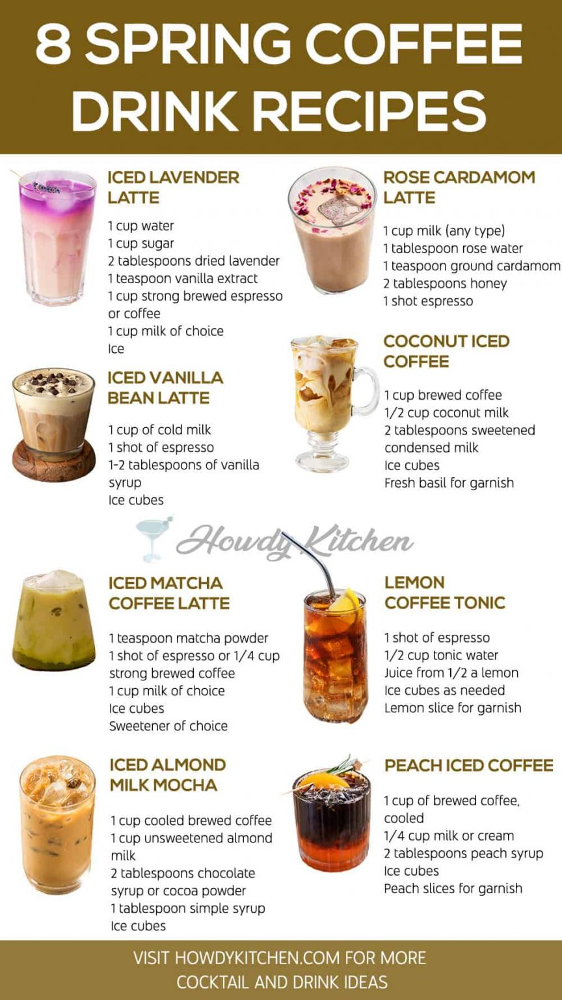 8 SPRING COFFEE
DRINK RECIPES
ICED LAVENDER
LATTE
1 cup water
1 cup sugar
2 tablespoons dried lavender
1 teaspoon vanilla extract
1 cup strong brewed espresso
or coffee
1 cup milk of choice
Ice
ROSE CARDAMOM
LATTE
1 cup milk (any type)
1 tablespoon rose water
1 teaspoon ground cardamom
2 tablespoons honey
1 shot espresso
ICED VANILLA
BEAN LATTE
1 cup of cold milk
1 shot of espresso
1-2 tablespoons of vanilla
syrup
Ice cubes
COCONUT ICED
COFFEE
1 cup brewed coffee
1/2 cup coconut milk
2 tablespoons sweetened
condensed milk
Ice cubes
Fresh basil for garnish
Howdy Kitchen
ICED MATCHA
COFFEE LATTE
1 teaspoon matcha powder
1 shot of espresso or 1/4 cup
strong brewed coffee
1 cup milk of choice
Ice cubes
Sweetener of choice
LEMON
COFFEE TONIC
1 shot of espresso
1/2 cup tonic water
Juice from 1/2 a lemon
Ice cubes as needed
Lemon slice for garnish
ICED ALMOND
MILK MOCHA
1 cup cooled brewed coffee
1 cup unsweetened almond
milk
2 tablespoons chocolate
syrup or cocoa powder
1 tablespoon simple syrup
Ice cubes
PEACH ICED COFFEE
1 cup of brewed coffee,
cooled
1/4 cup milk or cream
2 tablespoons peach syrup
Ice cubes
Peach slices for garnish
VISIT HOWDYKITCHEN.COM FOR MORE
COCKTAIL AND DRINK IDEAS